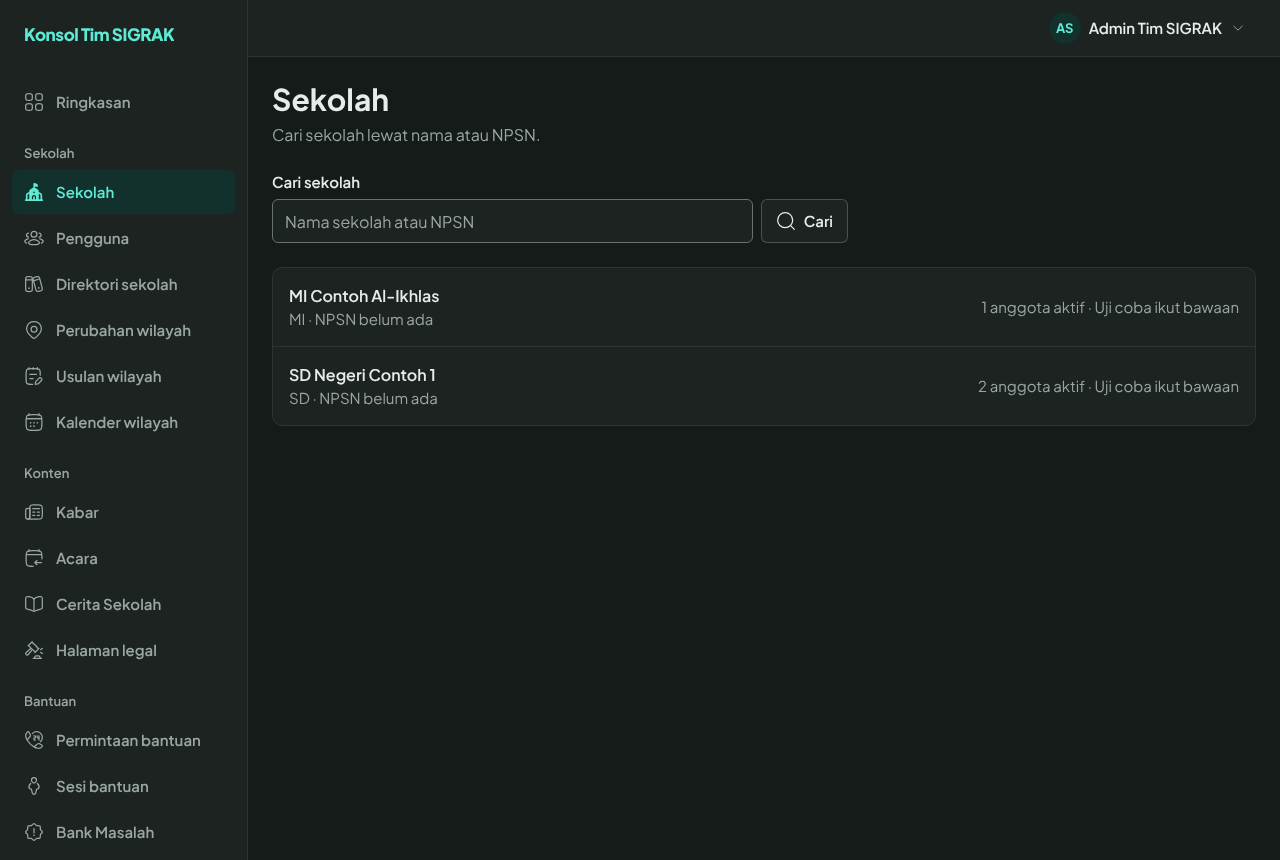 Konsol Tim SIGRAK
AS Admin Tim SIGRAK
Ringkasan
Sekolah
Sekolah
Pengguna
Direktori sekolah
Perubahan wilayah
Usulan wilayah
Kalender wilayah
Konten
Kabar
Acara
Cerita Sekolah
Halaman legal
Bantuan
Permintaan bantuan
Sesi bantuan
Bank Masalah
Sekolah
Cari sekolah lewat nama atau NPSN.
Cari sekolah
Nama sekolah atau NPSN
Cari
MI Contoh Al-Ikhlas
MI · NPSN belum ada
1 anggota aktif · Uji coba ikut bawaan
SD Negeri Contoh 1
SD · NPSN belum ada
2 anggota aktif · Uji coba ikut bawaan